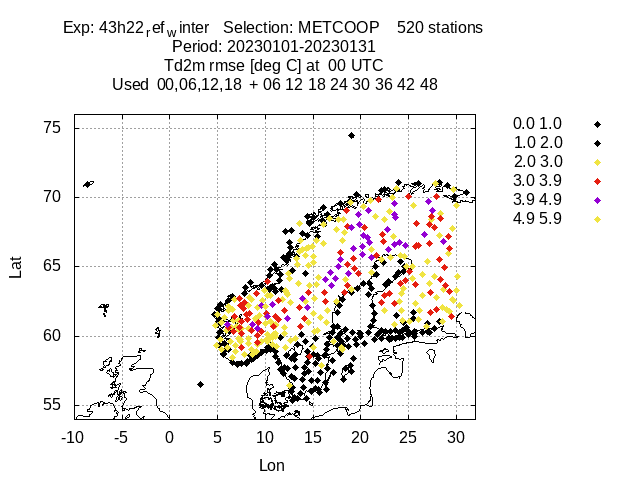 Exp: 43h22refwinter Selection: METCOOP 520 stations
Period: 20230101-20230131
Td2m rmse [deg C] at 00 UTC
Used 00,06,12,18 + 06 12 18 24 30 36 42 48
75
70
65
60
55
Lat
-10 -5 0 5 10 15 20 25 30
Lon
0.0 1.0
1.0 2.0
2.0 3.0
3.0 3.9
3.9 4.9
4.9 5.9